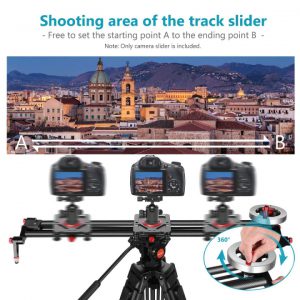 Shooting area of the track slider
- Free to set the starting point A to the ending point B -
Note: Only camera slider is included.
A B
360°